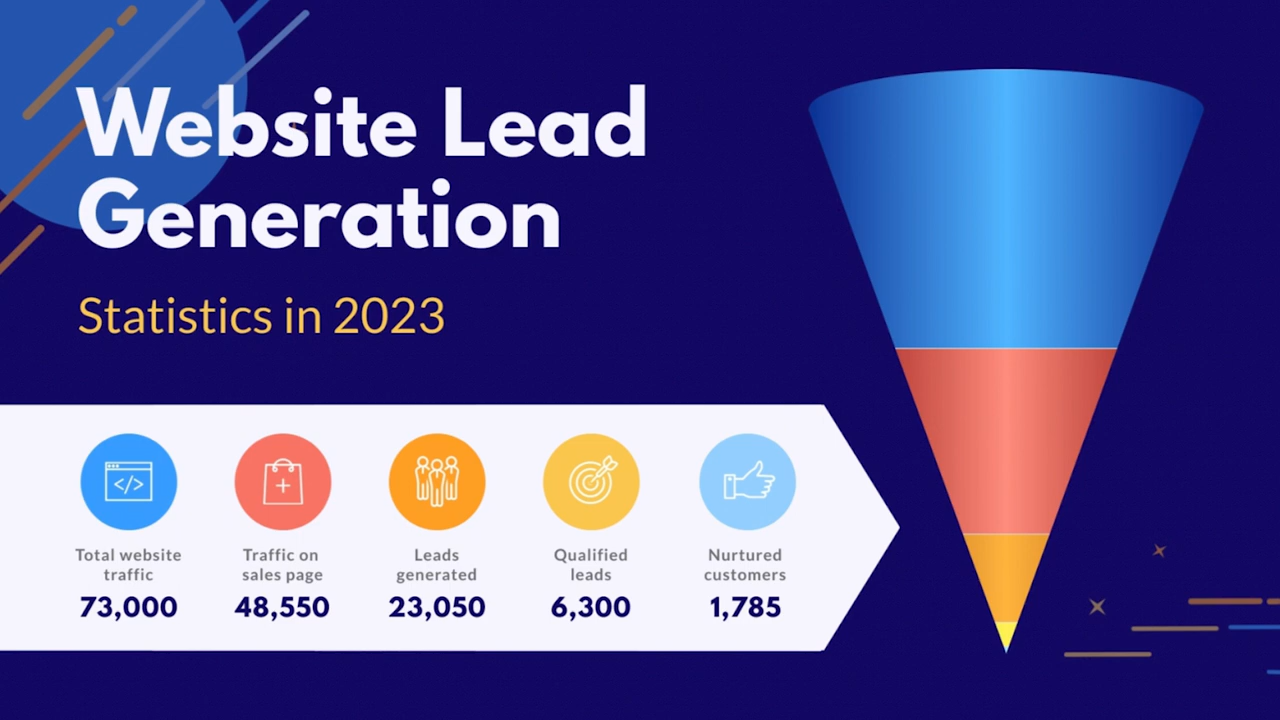 Website Lead
Generation
Statistics in 2023
</>
Total website
traffic
73,000
Traffic on
sales page
48,550
Leads
generated
23,050
Qualified
leads
6,300
Nurtured
customers
1,785